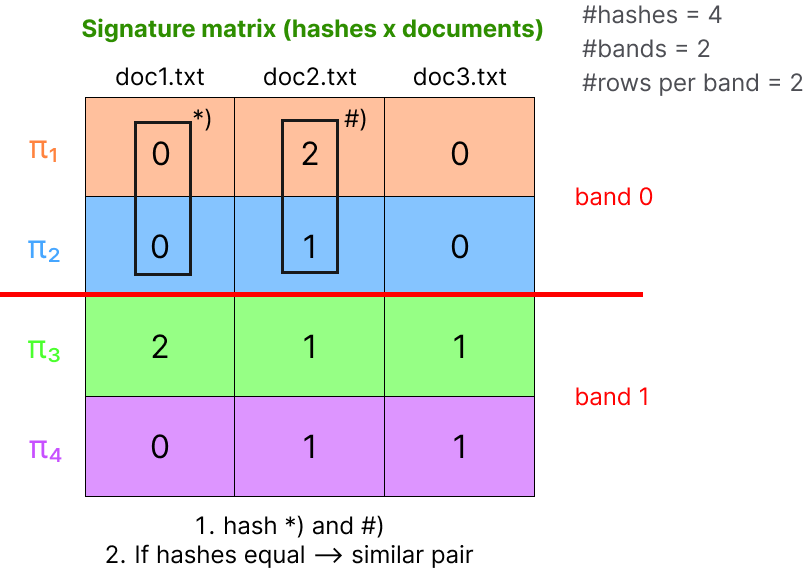 Signature matrix (hashes x documents)
#hashes = 4
#bands = 2
#rows per band = 2
doc1.txt doc2.txt doc3.txt
*) #)
π₁ 0 2 0
band 0
π₂ 0 1 0
π₃ 2 1 1
band 1
π₄ 0 1 1
1. hash *) and #)
2. If hashes equal → similar pair